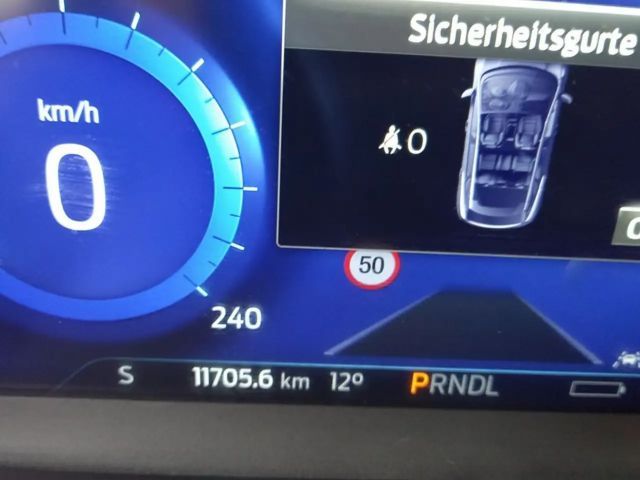 Sicherheitsgurte
km/h
0
0
50
240
S 11705.6 km 12° PRNDL